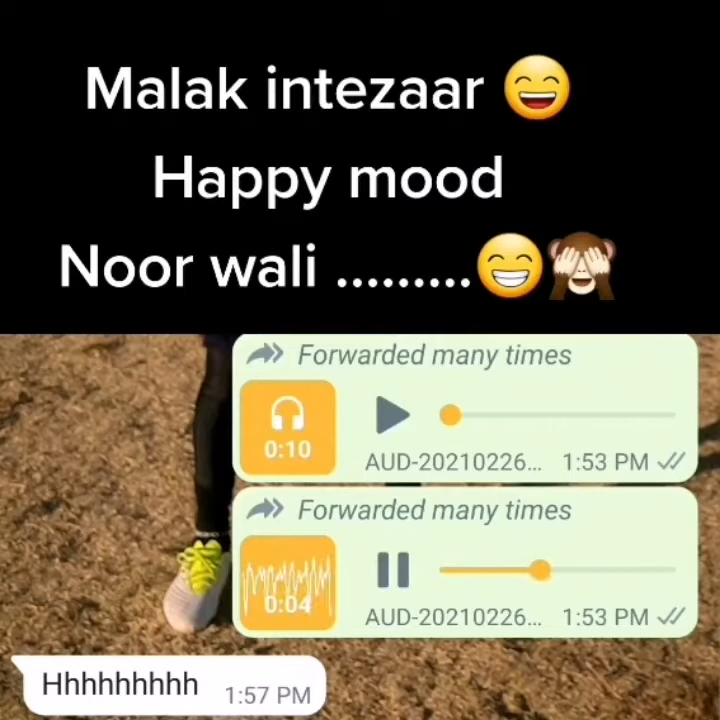 Malak intezaar 😄
Happy mood
Noor wali .........😁🙈
Forwarded many times
0:10
AUD-20210226... 1:53 PM
Forwarded many times
0:04
AUD-20210226... 1:53 PM
Hhhhhhhhh 1:57 PM